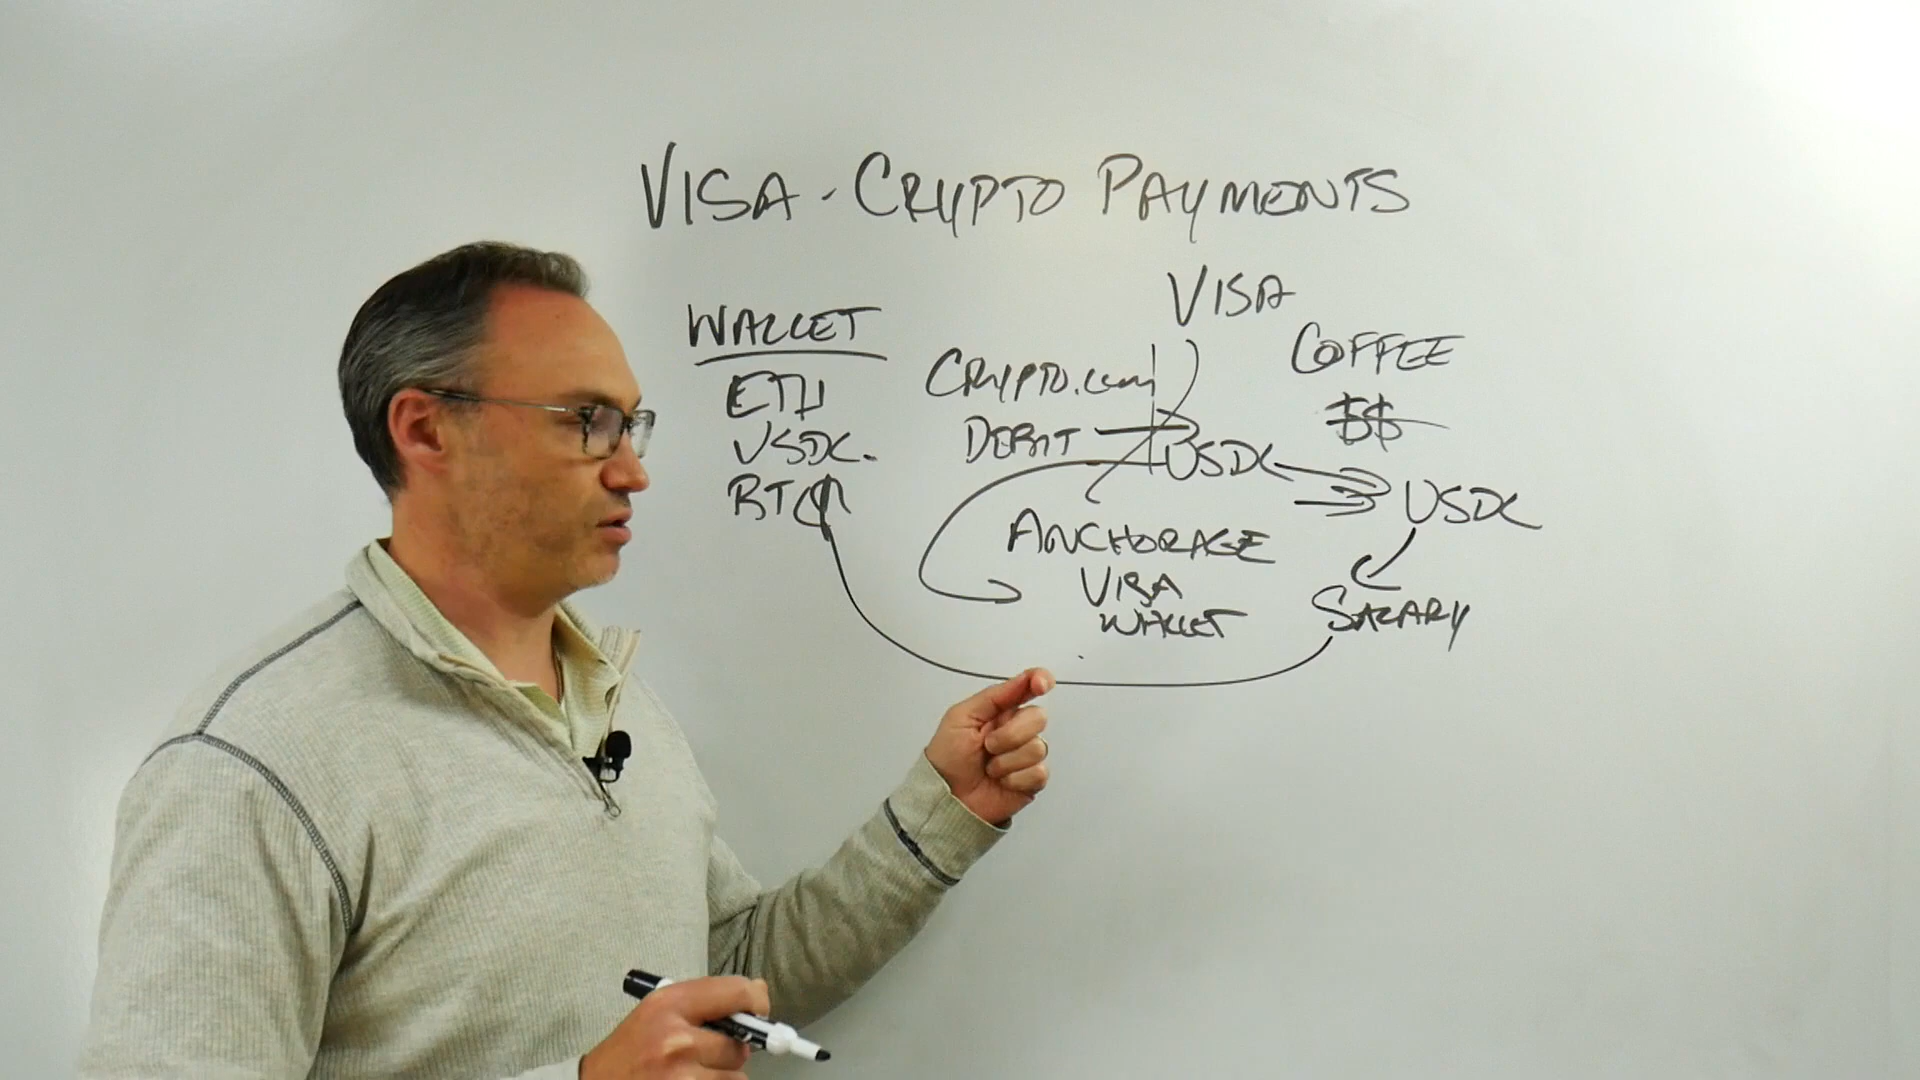 VISA - CRYPTO PAYMENTS
WALLET
ETH
USDC
BTC
VISA
CRYPTO.com
DEBIT
USDC
ANCHORAGE
VISA
WALLET
COFFEE
$$
USDC
SALARY